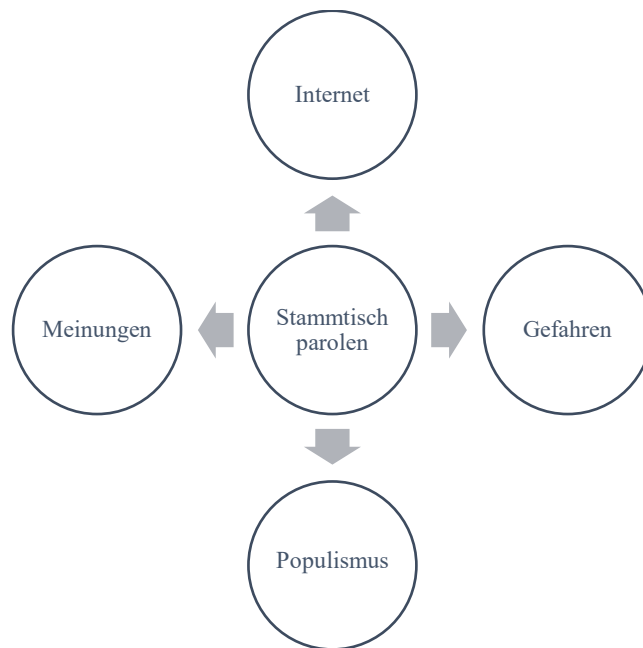 Internet
Meinungen
Stammtisch
parolen
Gefahren
Populismus